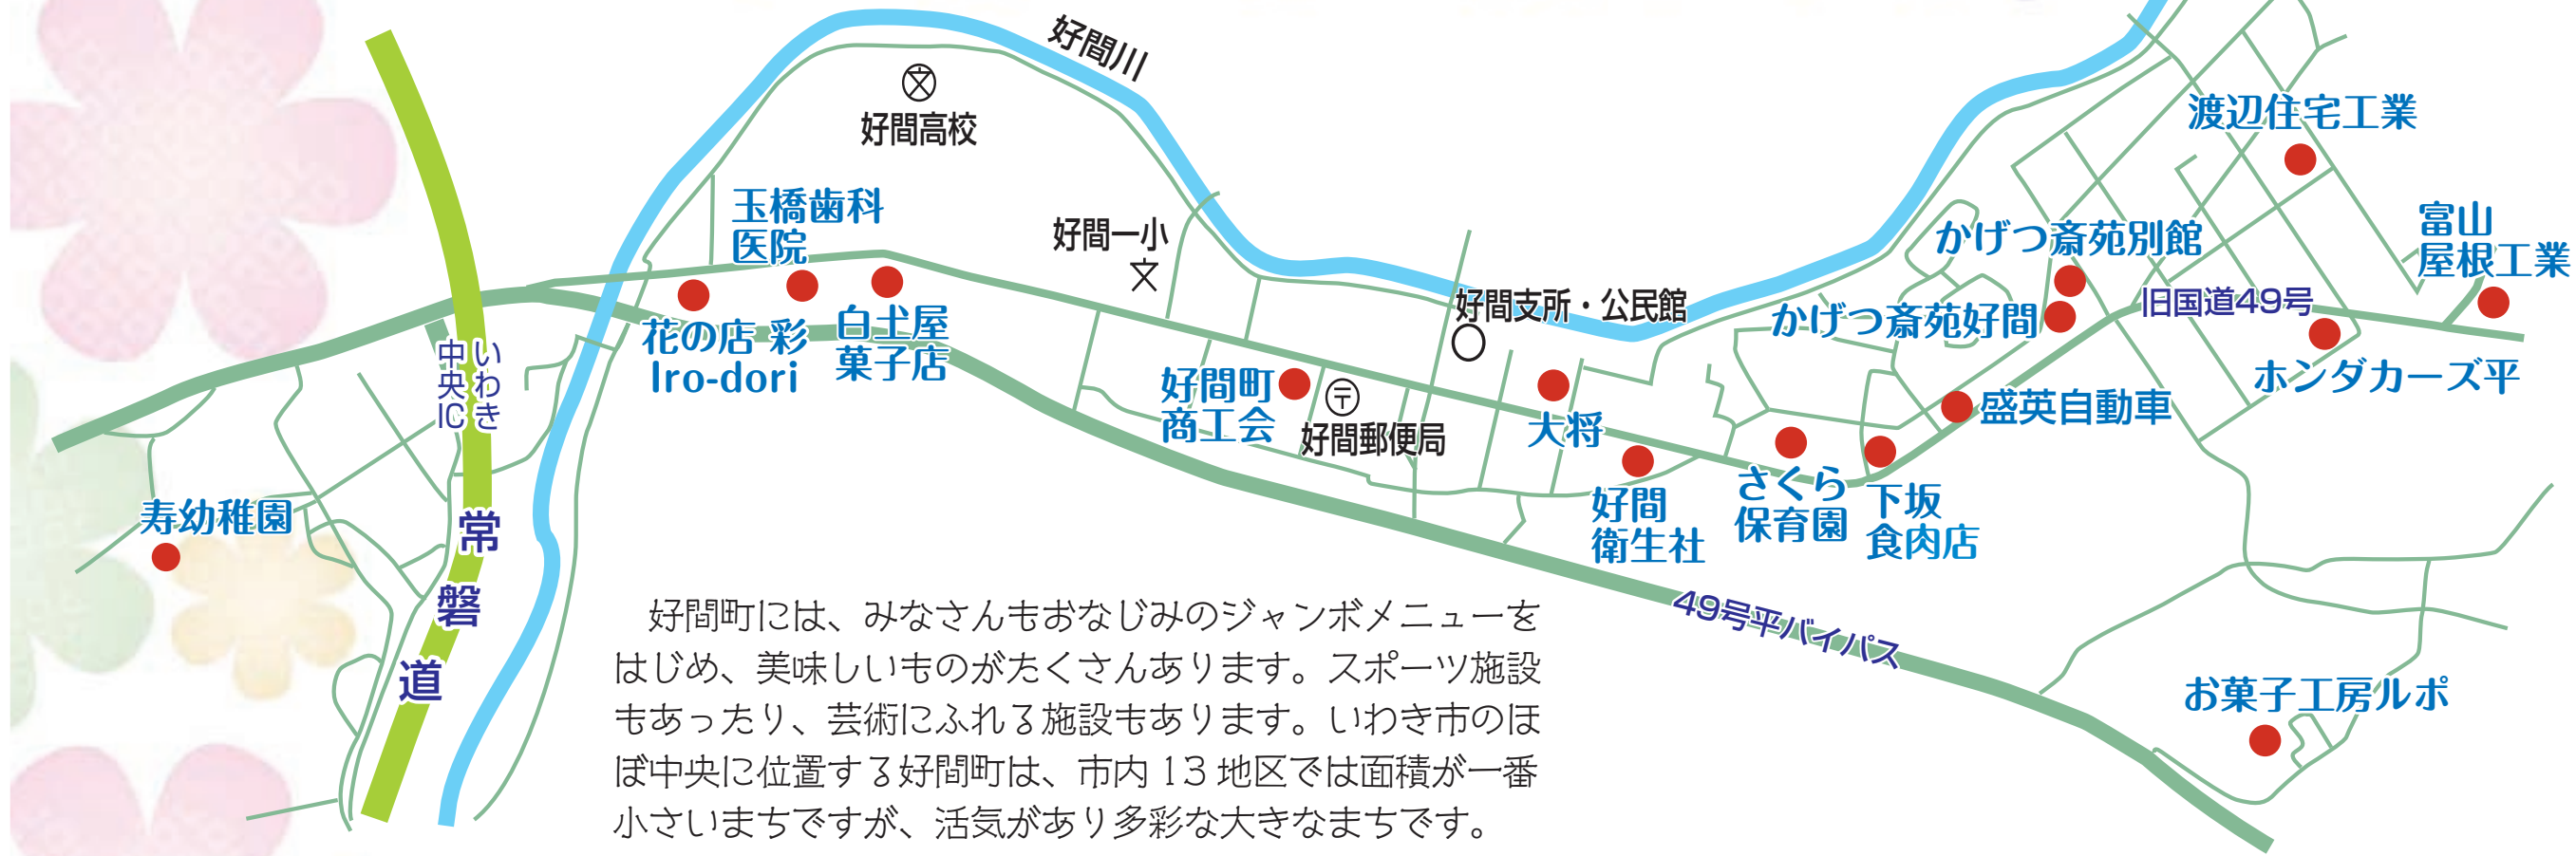 好間川
好間高校
渡辺住宅工業
玉橋歯科
医院
好間一小
かげつ斎苑別館
富山
屋根工業
好間支所・公民館
かげつ斎苑好間
旧国道49号
花の店 彩
Iro-dori
白土屋
菓子店
いわき
中央IC
好間町
商工会
〒
好間郵便局
大将
盛英自動車
ホンダカーズ平
寿幼稚園
好間
衛生社
さくら
保育園
下坂
食肉店
常磐道
49号平バイパス
お菓子工房ルポ
好間町には、みなさんもおなじみのジャンボメニューを
はじめ、美味しいものがたくさんあります。スポーツ施設
もあったり、芸術にふれる施設もあります。いわき市のほ
ぼ中央に位置する好間町は、市内 13 地区では面積が一番
小さいまちですが、活気があり多彩な大きなまちです。